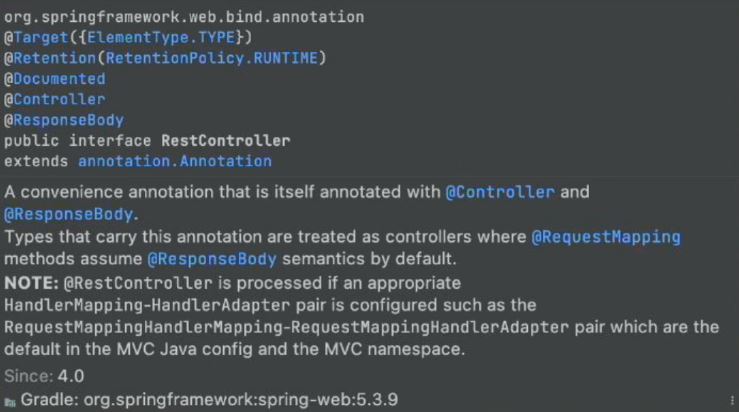 org.springframework.web.bind.annotation
@Target({ElementType.TYPE})
@Retention(RetentionPolicy.RUNTIME)
@Documented
@Controller
@ResponseBody
public interface RestController
extends annotation.Annotation
A convenience annotation that is itself annotated with @Controller and
@ResponseBody.
Types that carry this annotation are treated as controllers where @RequestMapping
methods assume @ResponseBody semantics by default.
NOTE: @RestController is processed if an appropriate
HandlerMapping-HandlerAdapter pair is configured such as the
RequestMappingHandlerMapping-RequestMappingHandlerAdapter pair which are the
default in the MVC Java config and the MVC namespace.
Since: 4.0
Gradle: org.springframework:spring-web:5.3.9